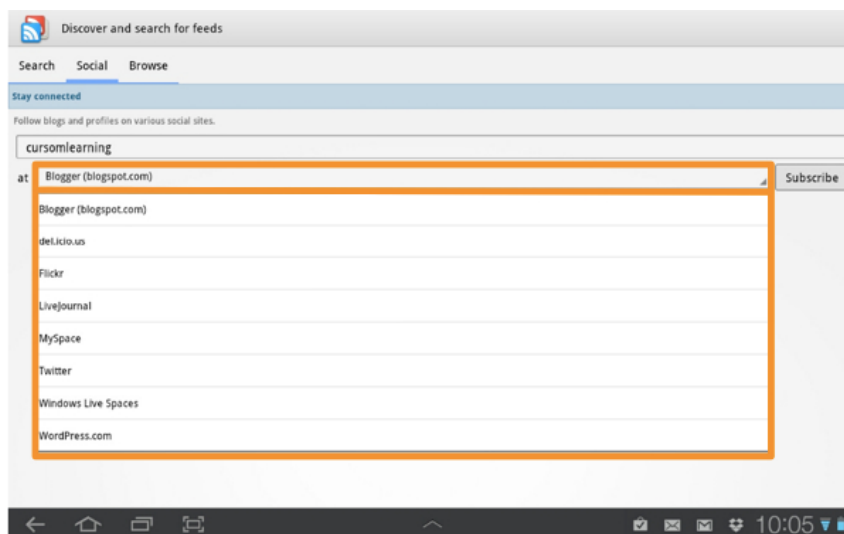 Discover and search for feeds
Search Social Browse
Stay connected
Follow blogs and profiles on various social sites.
cursomlearning
at Blogger (blogspot.com) Subscribe
Blogger (blogspot.com)
del.icio.us
Flickr
LiveJournal
MySpace
Twitter
Windows Live Spaces
WordPress.com
10:05